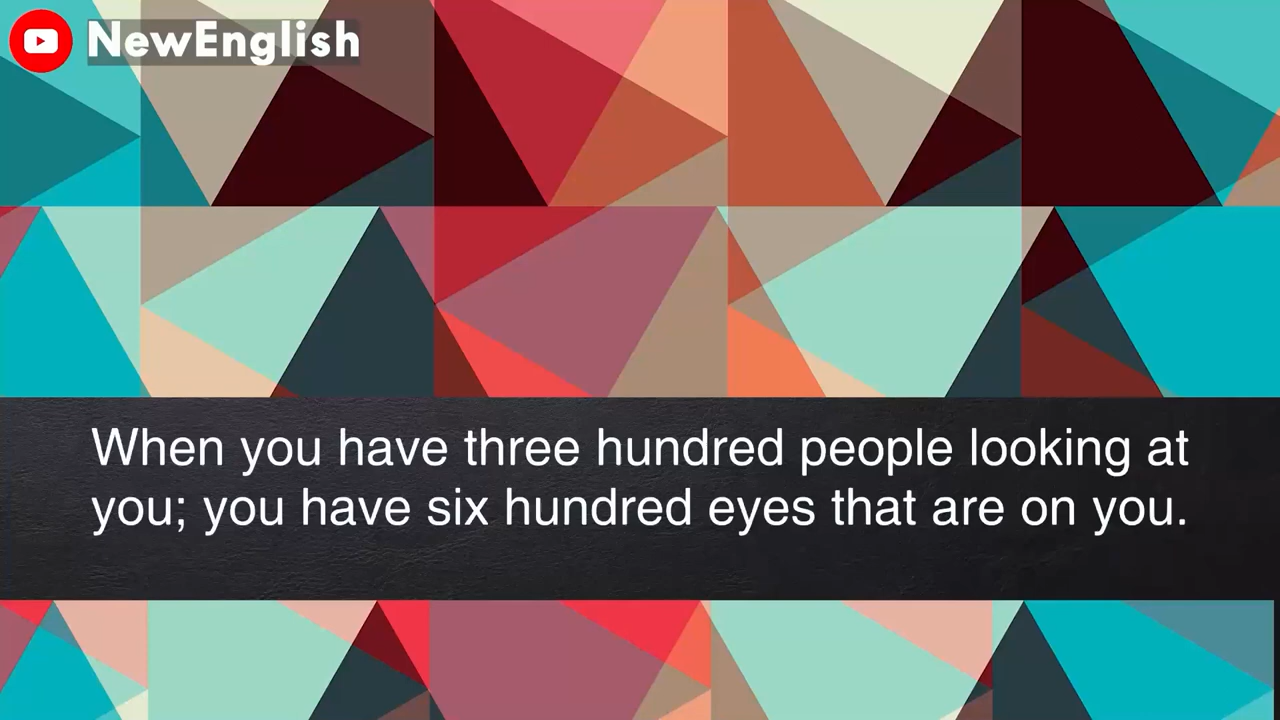 NewEnglish
When you have three hundred people looking at
you; you have six hundred eyes that are on you.